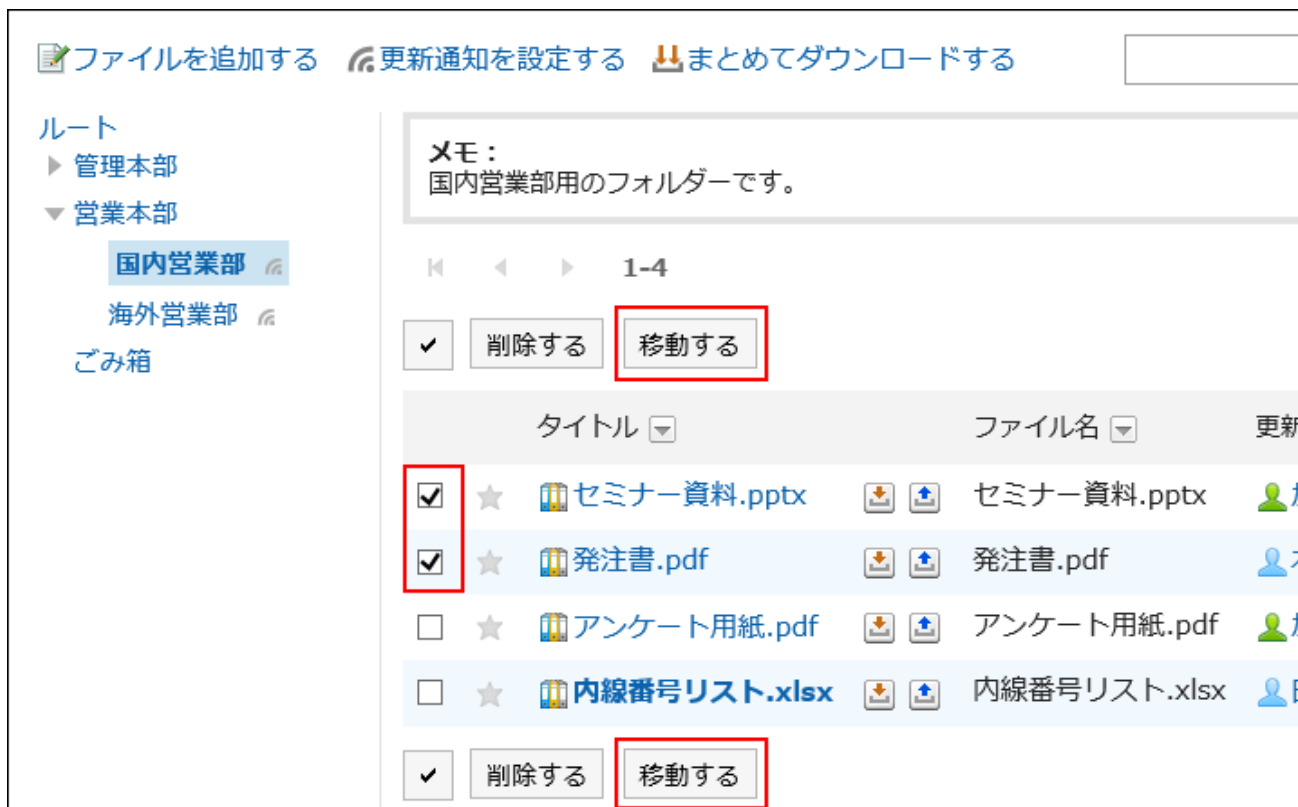 ファイルを追加する 更新通知を設定する まとめてダウンロードする
ルート
管理本部
営業本部
国内営業部
海外営業部
ごみ箱
メモ：
国内営業部用のフォルダーです。
1-4
削除する 移動する
タイトル ファイル名 更新
セミナー資料.pptx セミナー資料.pptx
発注書.pdf 発注書.pdf
アンケート用紙.pdf アンケート用紙.pdf
内線番号リスト.xlsx 内線番号リスト.xlsx
削除する 移動する